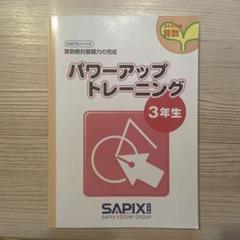 SAPIXメソッド
算数絶対基礎力の完成
算数
パワーアップ
トレーニング
3年生
SAPIX
SAPIX YOZEMI GROUP